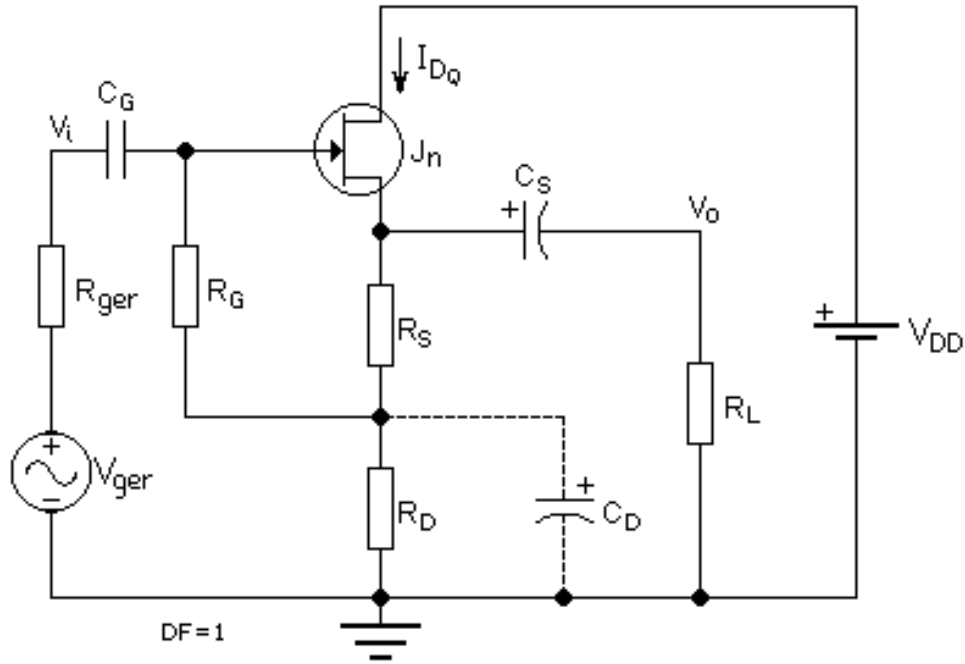 I_DQ
C_G
V_i
J_n
C_S
+
V_o
R_ger
R_G
R_S
+
V_DD
R_L
+
V_ger
−
R_D
+
C_D
DF=1